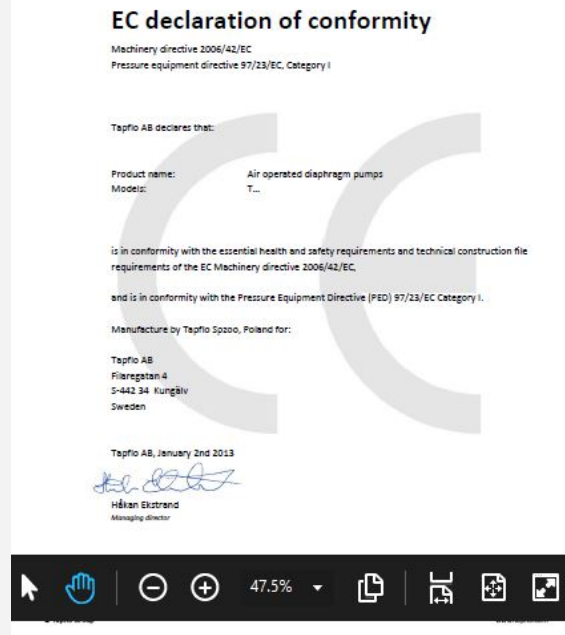 EC declaration of conformity
Machinery directive 2006/42/EC
Pressure equipment directive 97/23/EC, Category I
Tapflo AB declares that:
Product name: Air operated diaphragm pumps
Models: T...
is in conformity with the essential health and safety requirements and technical construction file
requirements of the EC Machinery directive 2006/42/EC,
and is in conformity with the Pressure Equipment Directive (PED) 97/23/EC Category I.
Manufacture by Tapflo Spzoo, Poland for:
Tapflo AB
Filaregatan 4
S-442 34 Kungälv
Sweden
Tapflo AB, January 2nd 2013
Håkan Ekstrand
Managing director
47.5%